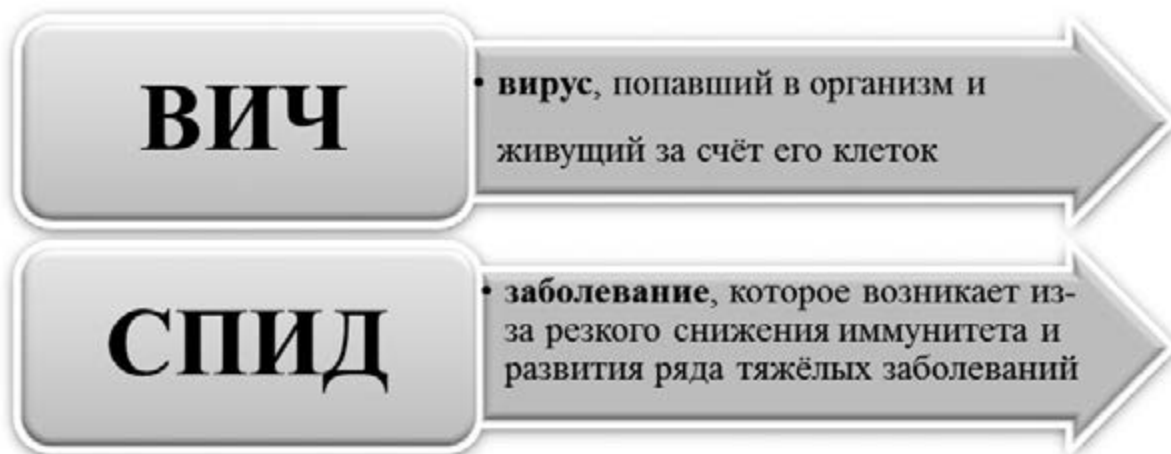 ВИЧ
• вирус, попавший в организм и
живущий за счёт его клеток
СПИД
• заболевание, которое возникает из-
за резкого снижения иммунитета и
развития ряда тяжёлых заболеваний